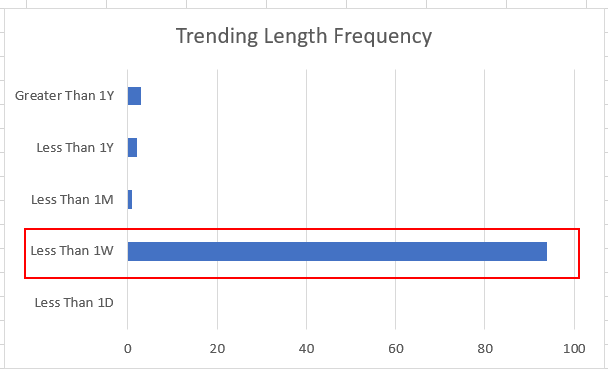 Trending Length Frequency
Greater Than 1Y
Less Than 1Y
Less Than 1M
Less Than 1W
Less Than 1D
0 20 40 60 80 100